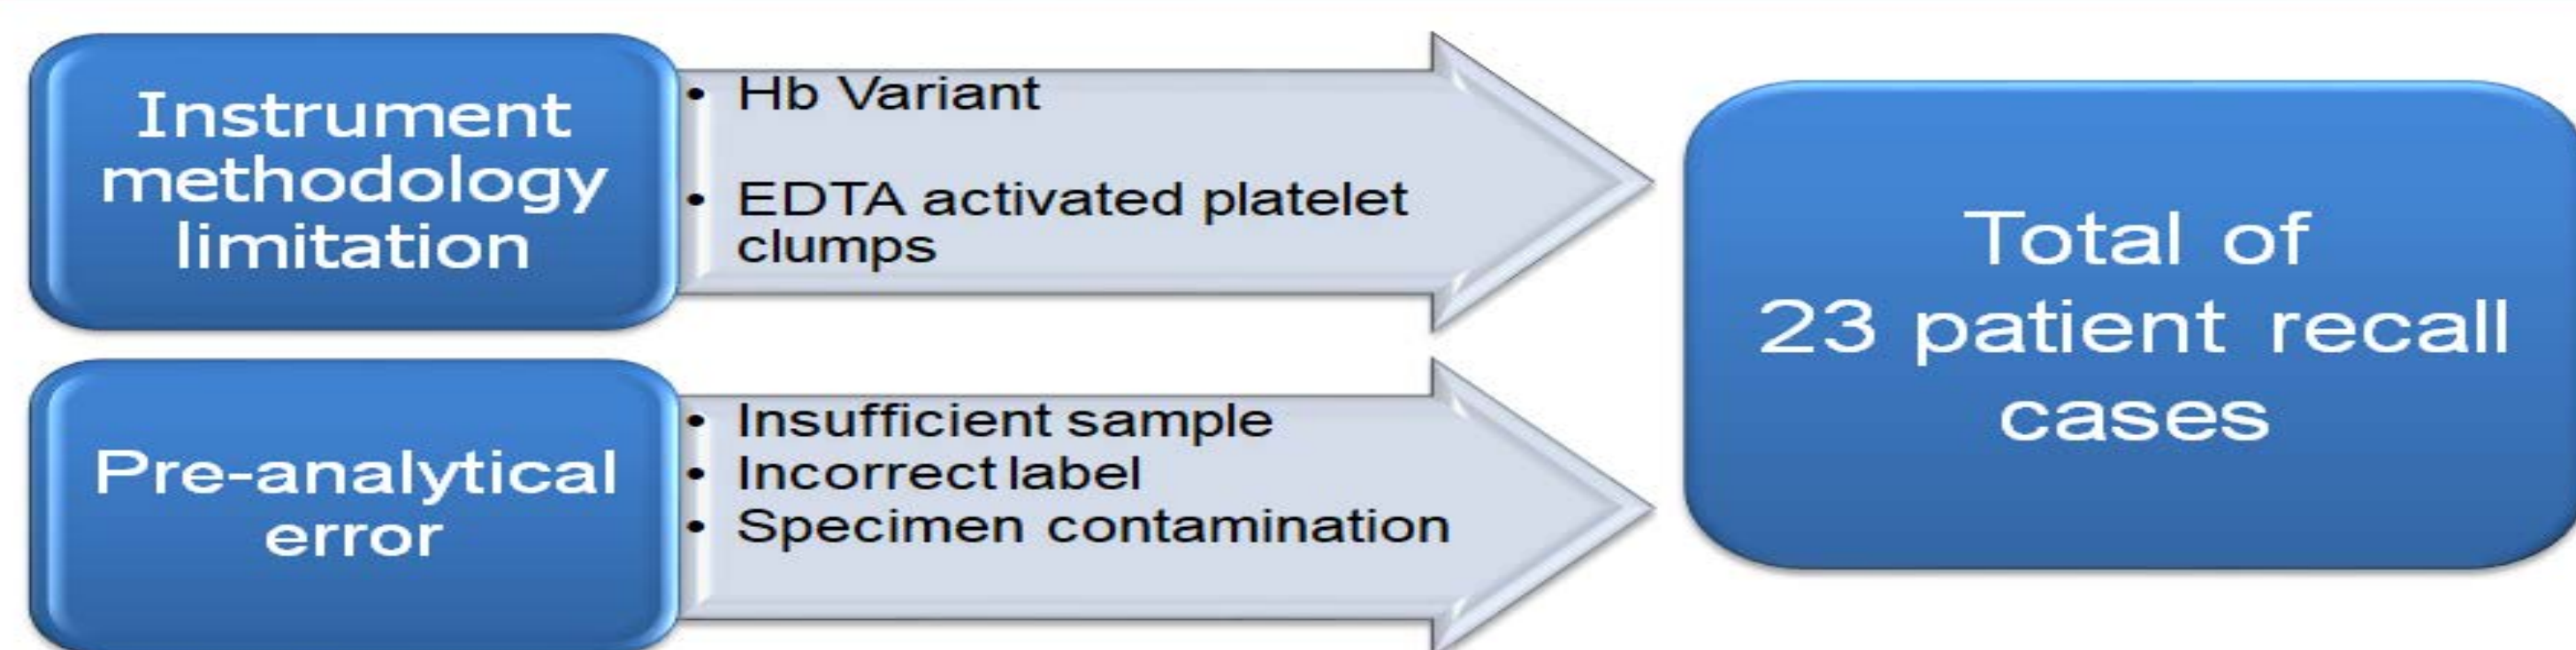 Instrument
methodology
limitation
• Hb Variant
• EDTA activated platelet
clumps
Pre-analytical
error
• Insufficient sample
• Incorrect label
• Specimen contamination
Total of
23 patient recall
cases